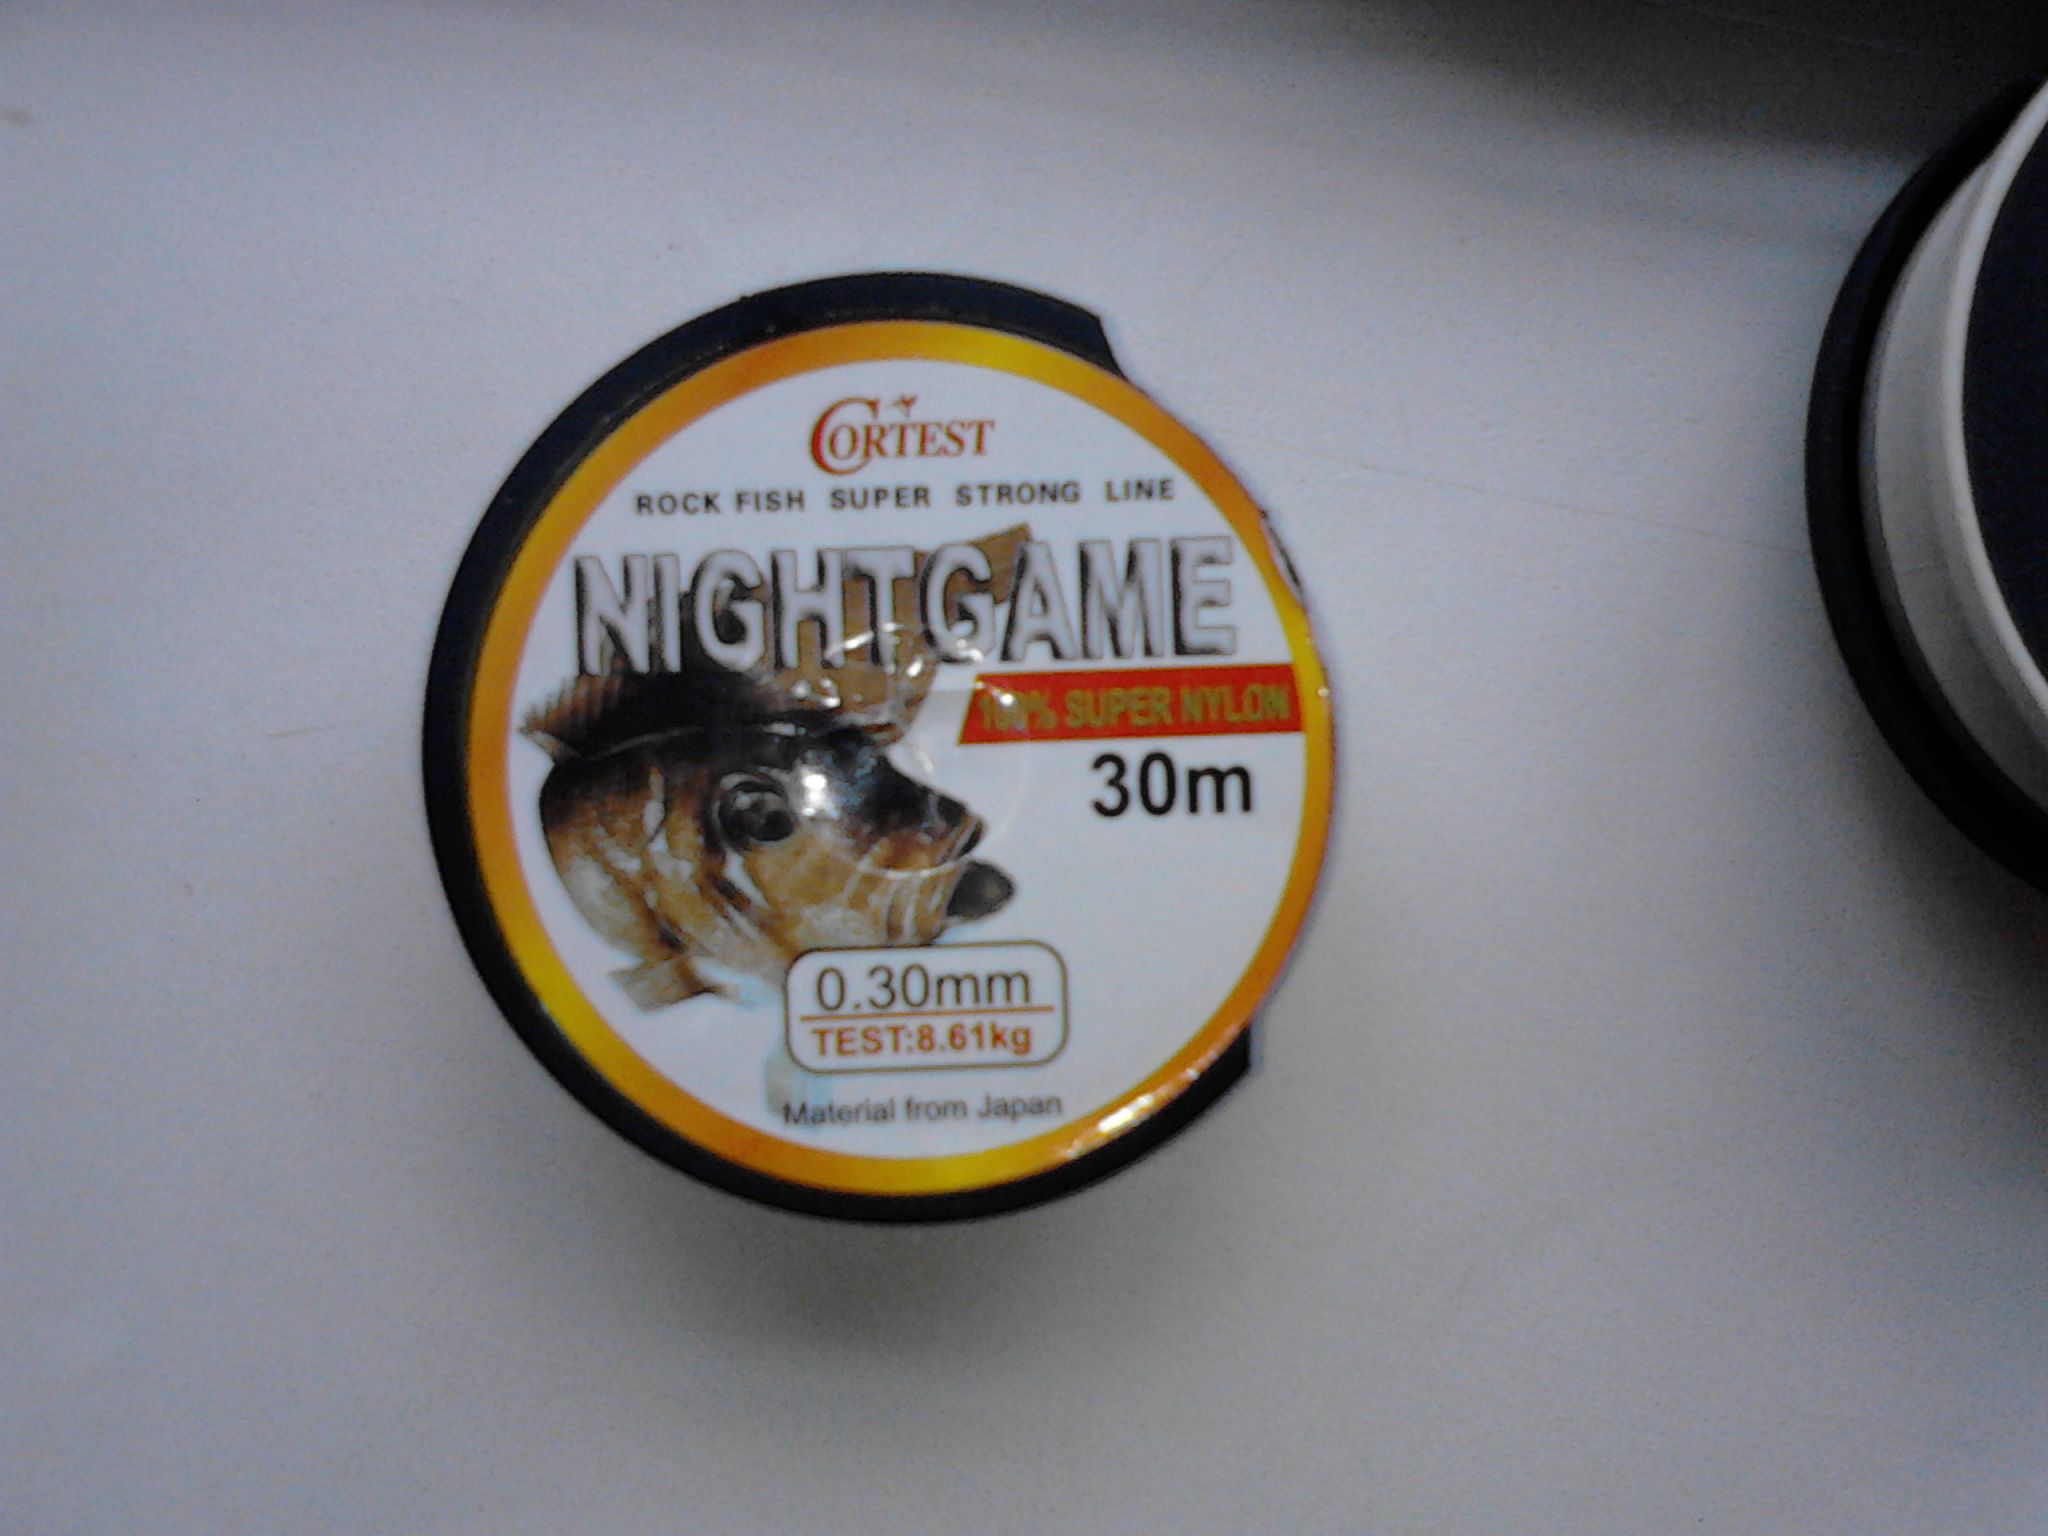 CORTEST
ROCK FISH SUPER STRONG LINE
NIGHTGAME
100% SUPER NYLON
30m
0.30mm
TEST:8.61kg
Material from Japan